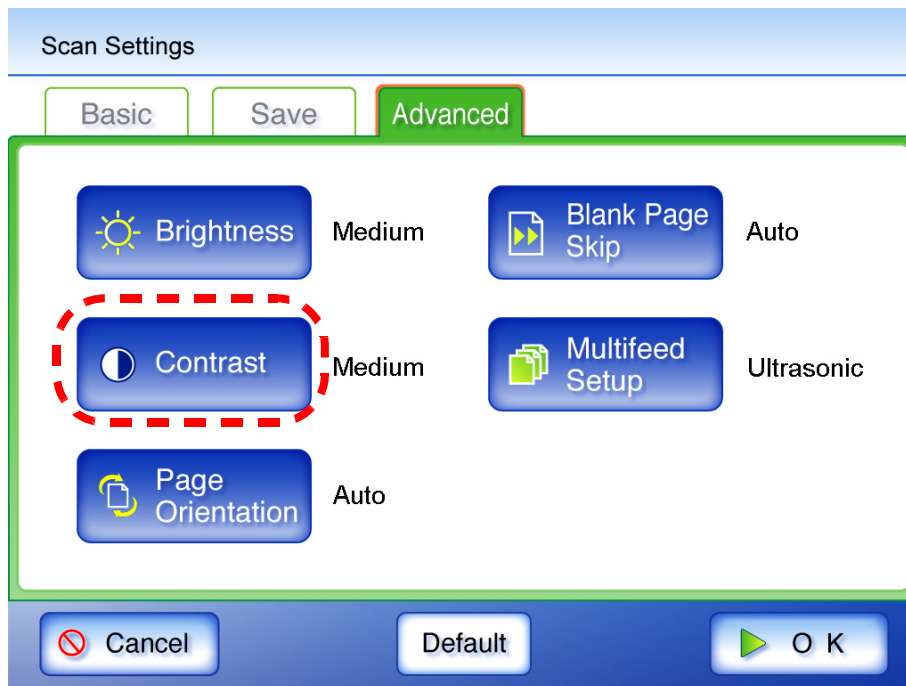 Scan Settings
Basic
Save
Advanced
Brightness
Medium
Blank Page
Skip
Auto
Contrast
Medium
Multifeed
Setup
Ultrasonic
Page
Orientation
Auto
Cancel
Default
O K